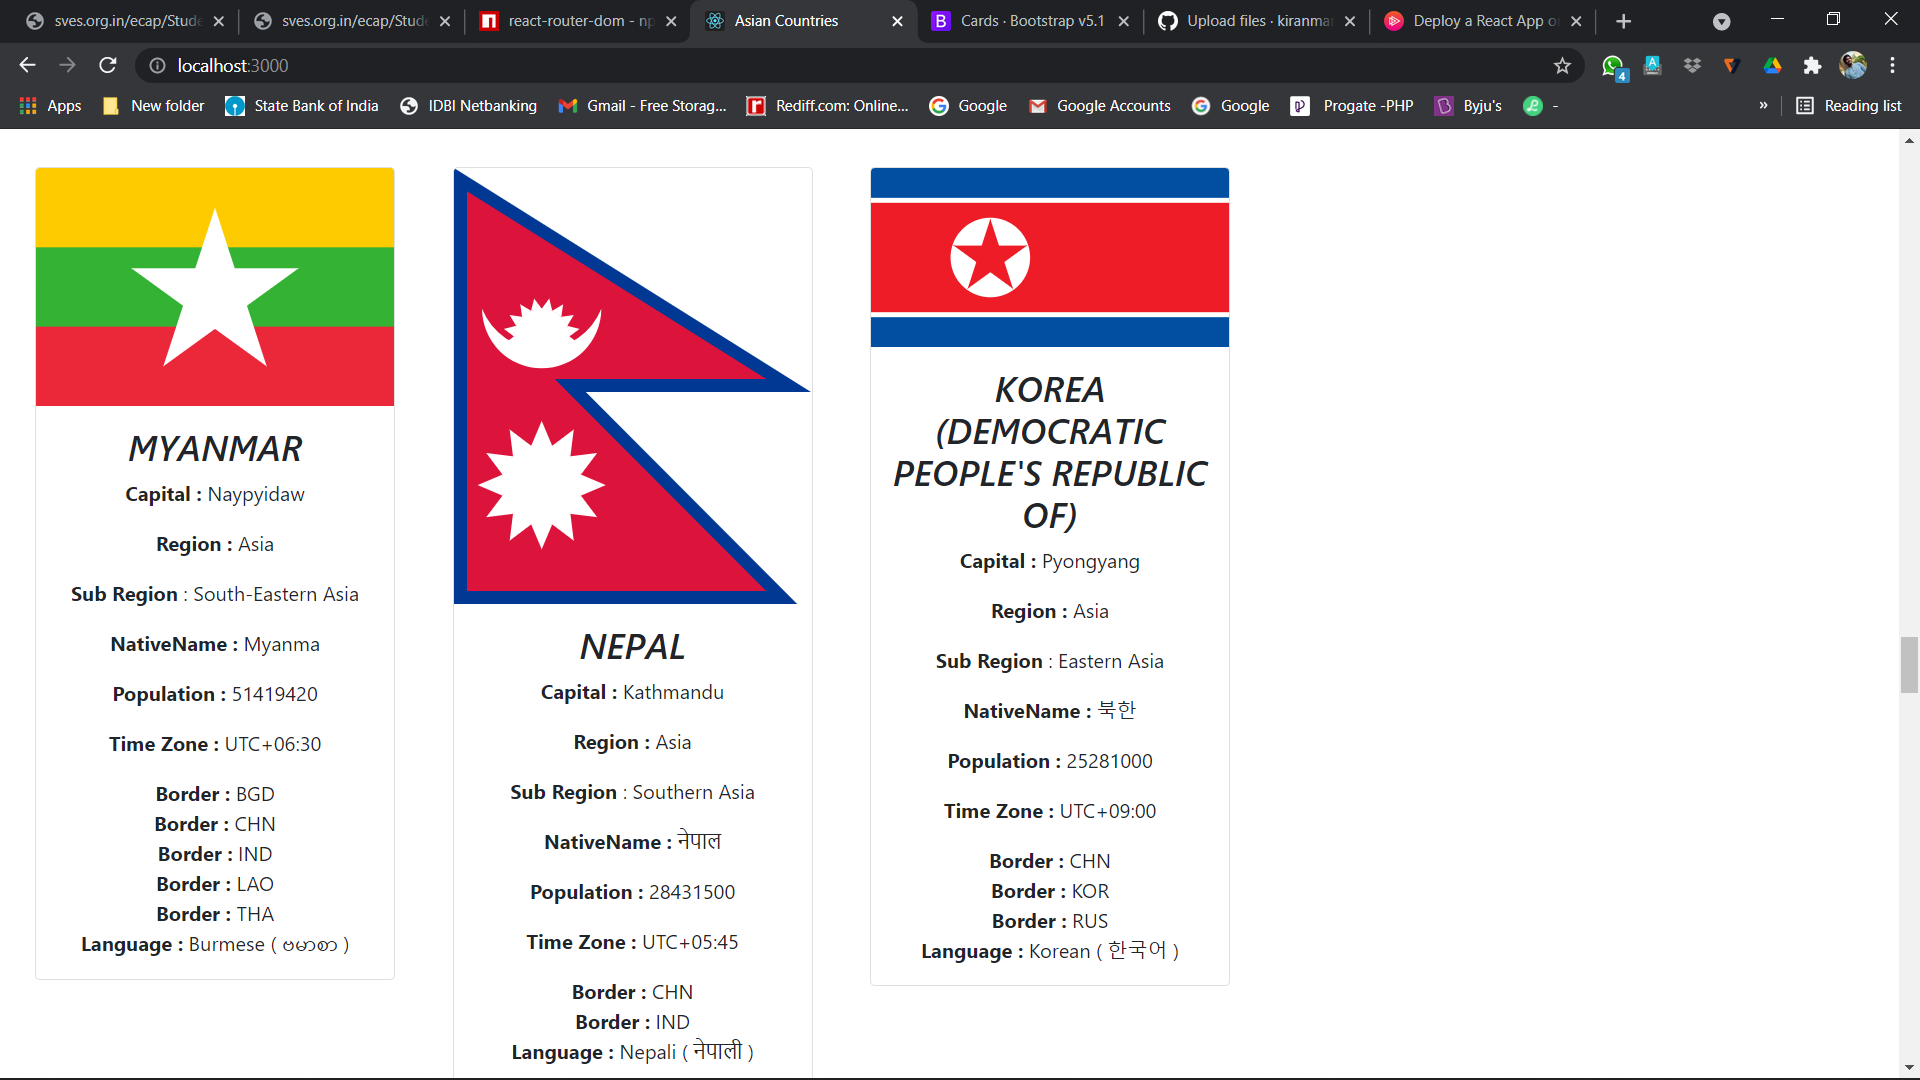 sves.org.in/ecap/Stude
sves.org.in/ecap/Stude
react-router-dom - np
Asian Countries
Cards · Bootstrap v5.1
Upload files · kiranmar
Deploy a React App o
localhost:3000
4
Apps
New folder
State Bank of India
IDBI Netbanking
Gmail - Free Storag...
Rediff.com: Online...
Google
Google Accounts
Google
Progate -PHP
Byju's
-
»
Reading list
MYANMAR
Capital : Naypyidaw
Region : Asia
Sub Region : South-Eastern Asia
NativeName : Myanma
Population : 51419420
Time Zone : UTC+06:30
Border : BGD
Border : CHN
Border : IND
Border : LAO
Border : THA
Language : Burmese ( ဗမာစာ )
NEPAL
Capital : Kathmandu
Region : Asia
Sub Region : Southern Asia
NativeName : नेपाल
Population : 28431500
Time Zone : UTC+05:45
Border : CHN
Border : IND
Language : Nepali ( नेपाली )
KOREA
(DEMOCRATIC
PEOPLE'S REPUBLIC
OF)
Capital : Pyongyang
Region : Asia
Sub Region : Eastern Asia
NativeName : 북한
Population : 25281000
Time Zone : UTC+09:00
Border : CHN
Border : KOR
Border : RUS
Language : Korean ( 한국어 )